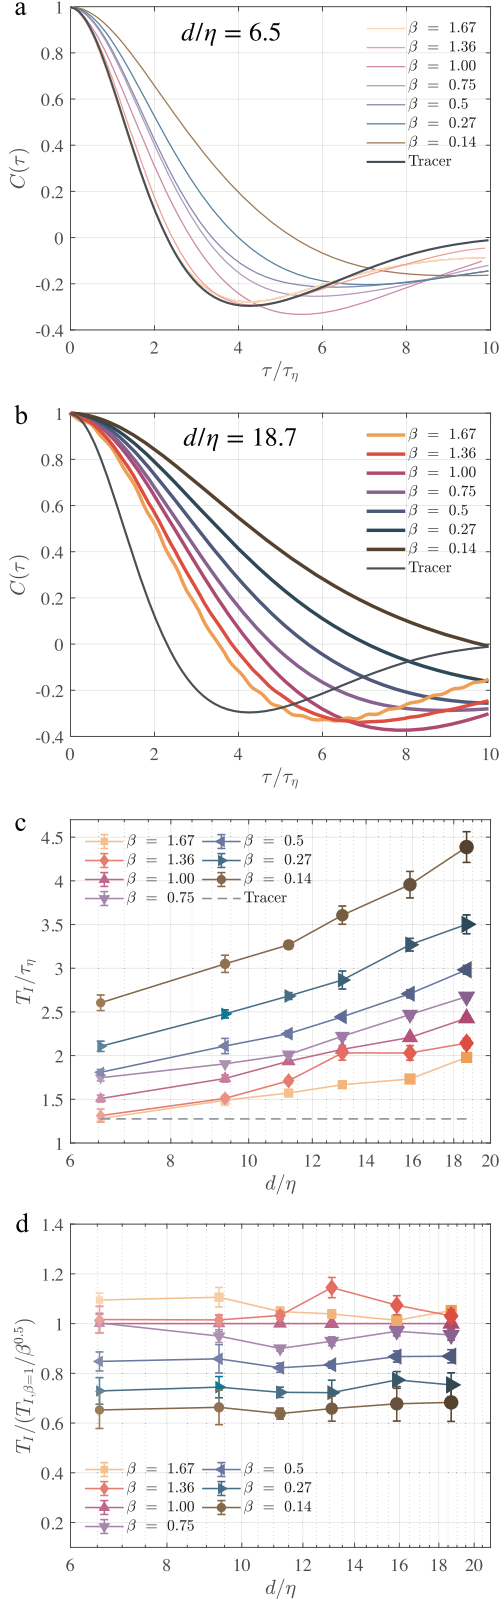 a
d/η = 6.5
β = 1.67
β = 1.36
β = 1.00
β = 0.75
β = 0.5
β = 0.27
β = 0.14
Tracer
1
0.8
0.6
0.4
0.2
0
-0.2
-0.4
C(τ)
0 2 4 6 8 10
τ/τη
b
d/η = 18.7
β = 1.67
β = 1.36
β = 1.00
β = 0.75
β = 0.5
β = 0.27
β = 0.14
Tracer
1
0.8
0.6
0.4
0.2
0
-0.2
-0.4
C(τ)
0 2 4 6 8 10
τ/τη
c
β = 1.67 β = 0.5
β = 1.36 β = 0.27
β = 1.00 β = 0.14
β = 0.75 Tracer
4.5
4
3.5
3
2.5
2
1.5
1
T_I/τ_η
6 8 10 12 14 16 18 20
d/η
d
1.4
1.2
1
0.8
0.6
0.4
0.2
T_I/(T_{I,β=1}/β^{0.5})
β = 1.67 β = 0.5
β = 1.36 β = 0.27
β = 1.00 β = 0.14
β = 0.75
6 8 10 12 14 16 18 20
d/η